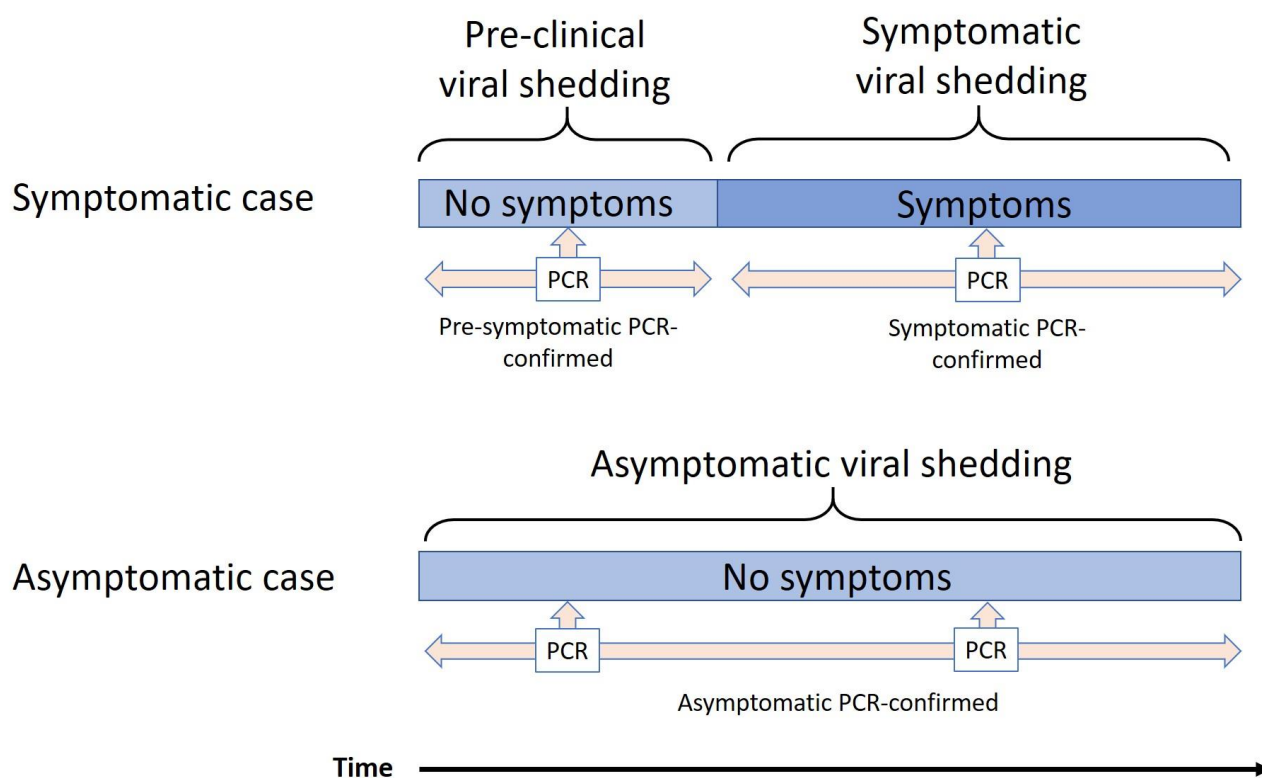 Pre-clinical
viral shedding
Symptomatic
viral shedding
Symptomatic case
No symptoms
Symptoms
PCR
PCR
Pre-symptomatic PCR-
confirmed
Symptomatic PCR-
confirmed
Asymptomatic viral shedding
Asymptomatic case
No symptoms
PCR
PCR
Asymptomatic PCR-confirmed
Time